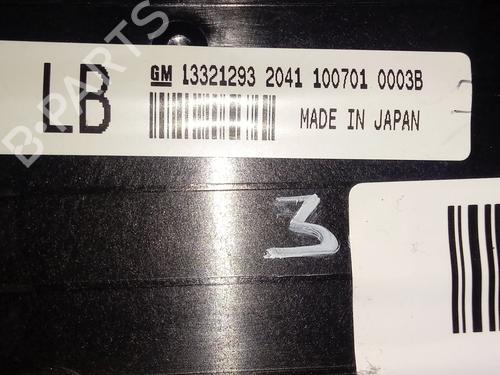 B-PARTS
LB
GM 13321293 2041 100701 0003B
MADE IN JAPAN
3